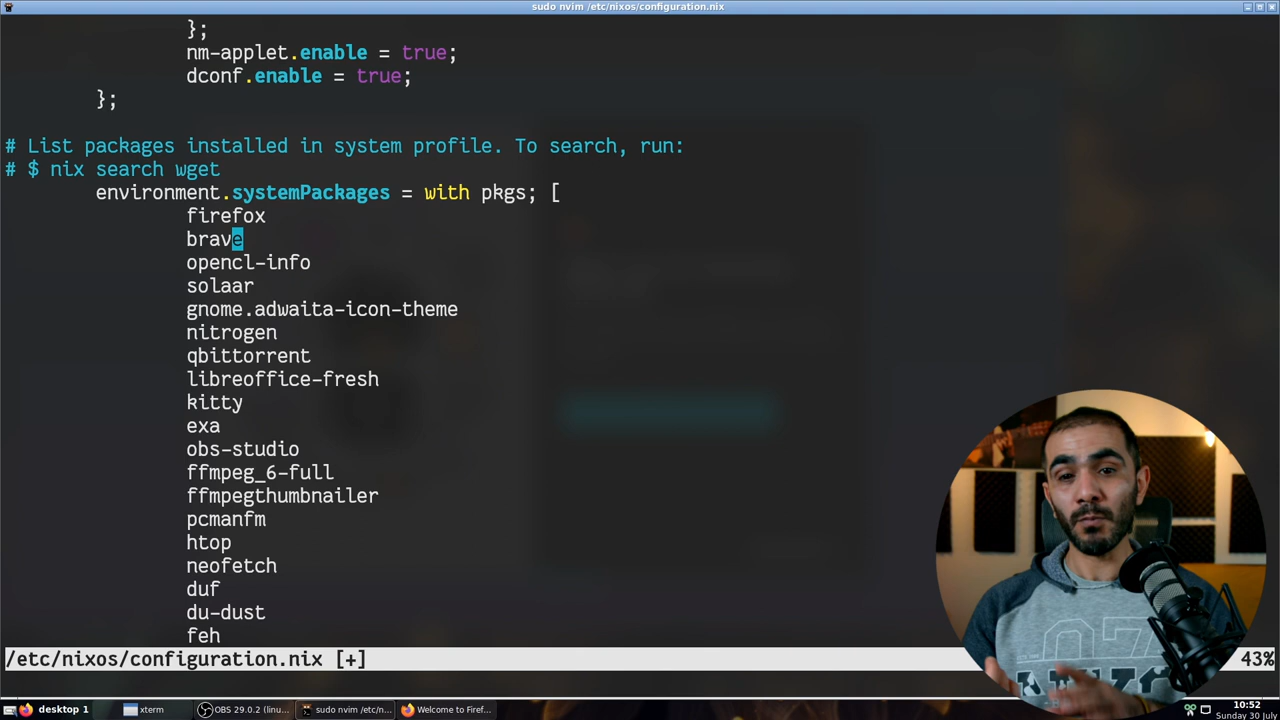 sudo nvim /etc/nixos/configuration.nix
};
nm-applet.enable = true;
dconf.enable = true;
};
# List packages installed in system profile. To search, run:
# $ nix search wget
environment.systemPackages = with pkgs; [
firefox
brave
opencl-info
solaar
gnome.adwaita-icon-theme
nitrogen
qbittorrent
libreoffice-fresh
kitty
exa
obs-studio
ffmpeg_6-full
ffmpegthumbnailer
pcmanfm
htop
neofetch
duf
du-dust
feh
/etc/nixos/configuration.nix [+]
43%
desktop 1
xterm
OBS 29.0.2 (linu...
sudo nvim /etc/n...
Welcome to Firef...
10:52
Sunday 30 July